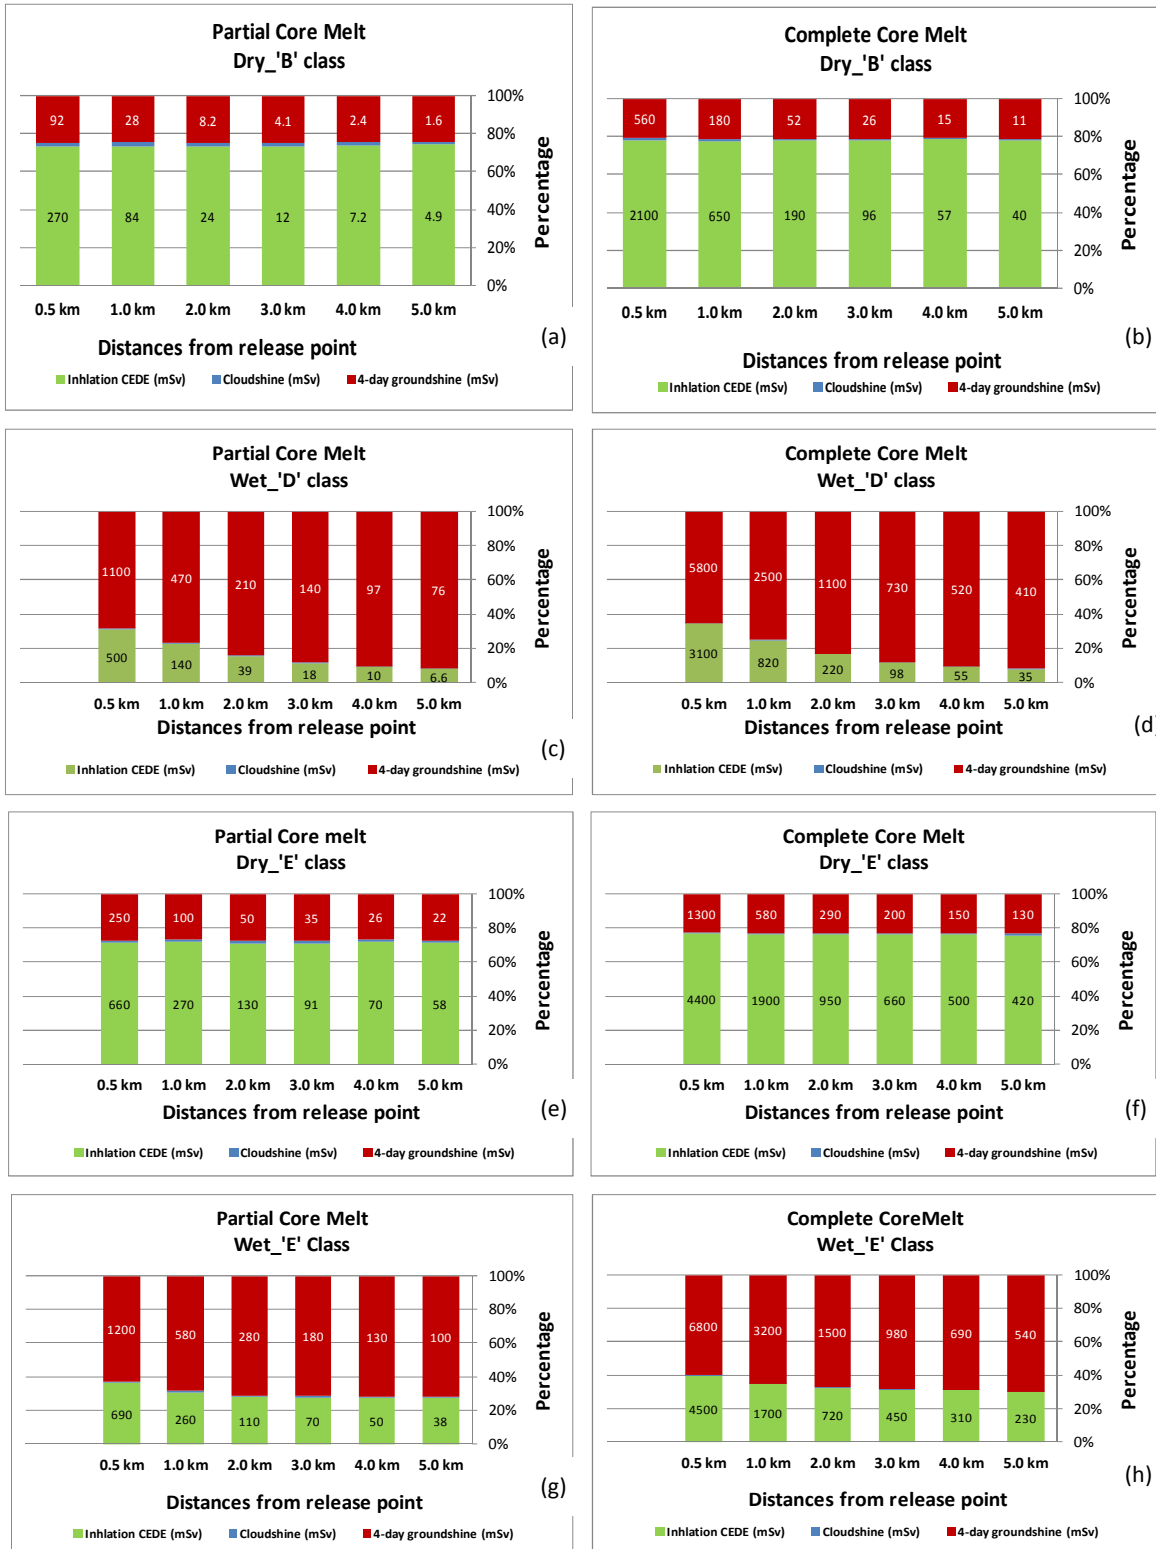 Partial Core Melt
Dry_'B' class
92 28 8.2 4.1 2.4 1.6
270 84 24 12 7.2 4.9
100%
80%
60%
40%
20%
0%
Percentage
0.5 km 1.0 km 2.0 km 3.0 km 4.0 km 5.0 km
Distances from release point
(a)
Inhlation CEDE (mSv) Cloudshine (mSv) 4-day groundshine (mSv)
Complete Core Melt
Dry_'B' class
560 180 52 26 15 11
2100 650 190 96 57 40
100%
80%
60%
40%
20%
0%
Percentage
0.5 km 1.0 km 2.0 km 3.0 km 4.0 km 5.0 km
Distances from release point
(b)
Inhlation CEDE (mSv) Cloudshine (mSv) 4-day groundshine (mSv)
Partial Core Melt
Wet_'D' class
1100 470 210 140 97 76
500 140 39 18 10 6.6
100%
80%
60%
40%
20%
0%
Percentage
0.5 km 1.0 km 2.0 km 3.0 km 4.0 km 5.0 km
Distances from release point
(c)
Inhlation CEDE (mSv) Cloudshine (mSv) 4-day groundshine (mSv)
Complete Core Melt
Wet_'D' class
5800 2500 1100 730 520 410
3100 820 220 98 55 35
100%
80%
60%
40%
20%
0%
Percentage
0.5 km 1.0 km 2.0 km 3.0 km 4.0 km 5.0 km
Distances from release point
(d)
Inhlation CEDE (mSv) Cloudshine (mSv) 4-day groundshine (mSv)
Partial Core melt
Dry_'E' class
250 100 50 35 26 22
660 270 130 91 70 58
100%
80%
60%
40%
20%
0%
Percentage
0.5 km 1.0 km 2.0 km 3.0 km 4.0 km 5.0 km
Distances from release point
(e)
Inhlation CEDE (mSv) Cloudshine (mSv) 4-day groundshine (mSv)
Complete Core Melt
Dry_'E' class
1300 580 290 200 150 130
4400 1900 950 660 500 420
100%
80%
60%
40%
20%
0%
Percentage
0.5 km 1.0 km 2.0 km 3.0 km 4.0 km 5.0 km
Distances from release point
(f)
Inhlation CEDE (mSv) Cloudshine (mSv) 4-day groundshine (mSv)
Partial Core Melt
Wet_'E' Class
1200 580 280 180 130 100
690 260 110 70 50 38
100%
80%
60%
40%
20%
0%
Percentage
0.5 km 1.0 km 2.0 km 3.0 km 4.0 km 5.0 km
Distances from release point
(g)
Inhlation CEDE (mSv) Cloudshine (mSv) 4-day groundshine (mSv)
Complete CoreMelt
Wet_'E' Class
6800 3200 1500 980 690 540
4500 1700 720 450 310 230
100%
80%
60%
40%
20%
0%
Percentage
0.5 km 1.0 km 2.0 km 3.0 km 4.0 km 5.0 km
Distances from release point
(h)
Inhlation CEDE (mSv) Cloudshine (mSv) 4-day groundshine (mSv)